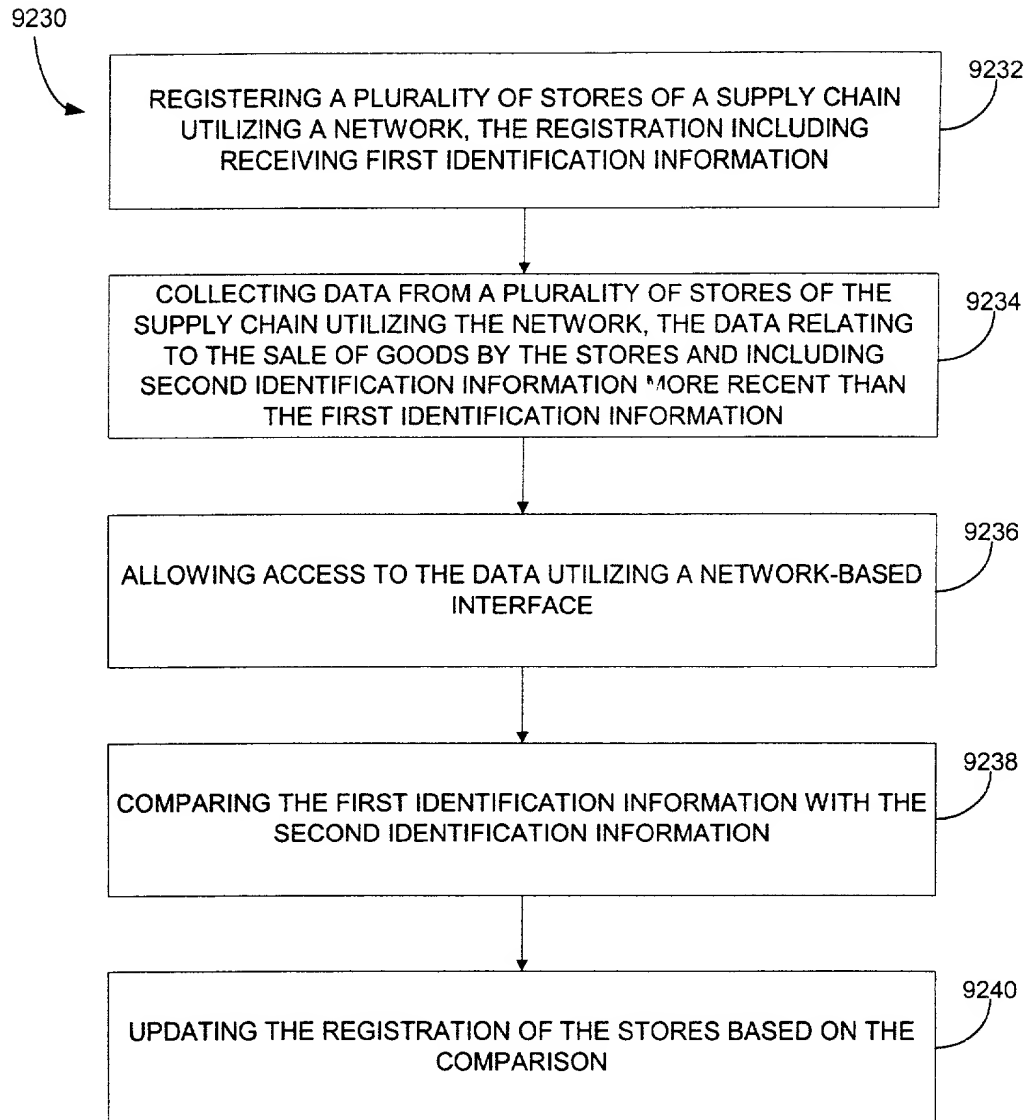 9230
9232
REGISTERING A PLURALITY OF STORES OF A SUPPLY CHAIN
UTILIZING A NETWORK, THE REGISTRATION INCLUDING
RECEIVING FIRST IDENTIFICATION INFORMATION
9234
COLLECTING DATA FROM A PLURALITY OF STORES OF THE
SUPPLY CHAIN UTILIZING THE NETWORK, THE DATA RELATING
TO THE SALE OF GOODS BY THE STORES AND INCLUDING
SECOND IDENTIFICATION INFORMATION MORE RECENT THAN
THE FIRST IDENTIFICATION INFORMATION
9236
ALLOWING ACCESS TO THE DATA UTILIZING A NETWORK-BASED
INTERFACE
9238
COMPARING THE FIRST IDENTIFICATION INFORMATION WITH THE
SECOND IDENTIFICATION INFORMATION
9240
UPDATING THE REGISTRATION OF THE STORES BASED ON THE
COMPARISON